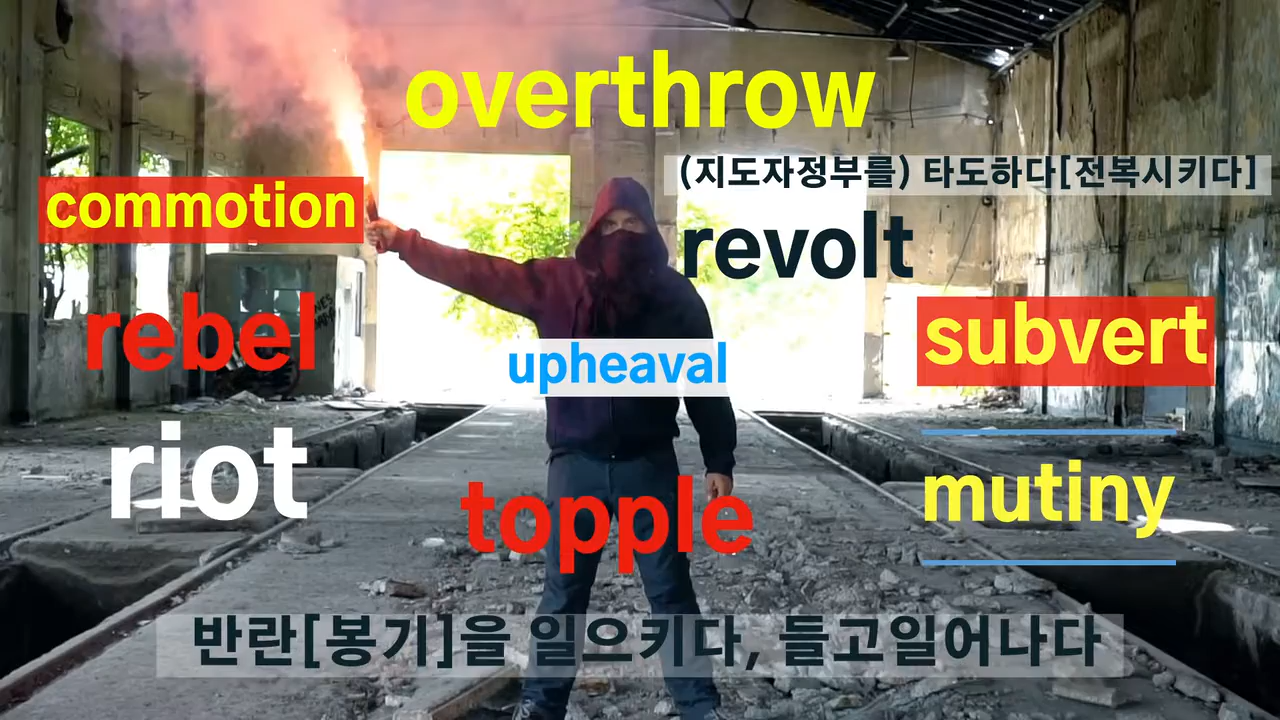 overthrow
(지도자정부를) 타도하다[전복시키다]
commotion
revolt
rebel
subvert
upheaval
riot
mutiny
topple
반란[봉기]을 일으키다, 들고일어나다